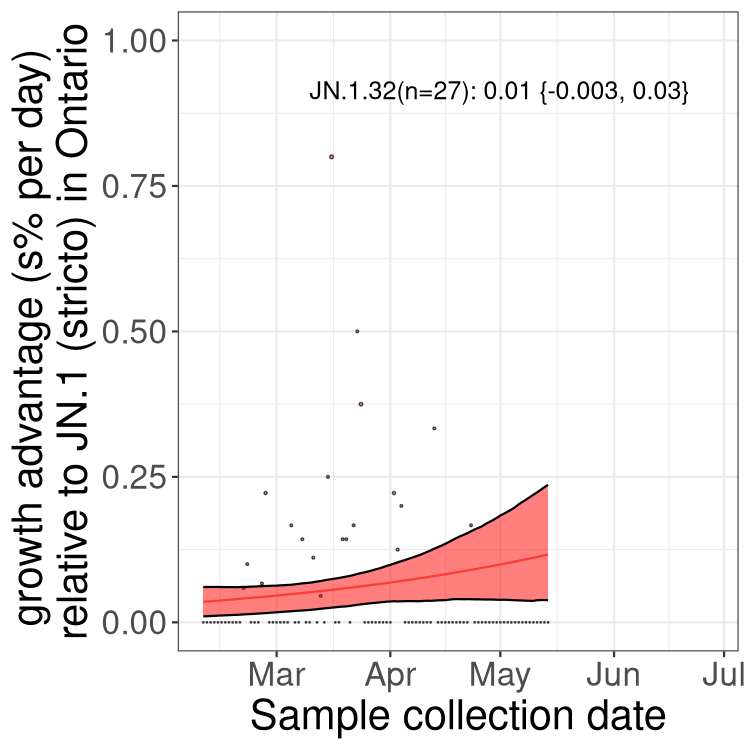 growth advantage (s% per day)
relative to JN.1 (stricto) in Ontario
1.00
0.75
0.50
0.25
0.00
JN.1.32(n=27): 0.01 {-0.003, 0.03}
Mar Apr May Jun Jul
Sample collection date